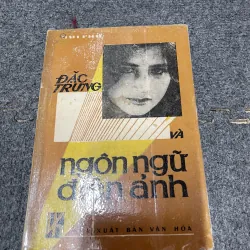 ĐẶC
TRƯNG
VÀ
ngôn ngữ
điện ảnh
XUẤT BẢN VĂN HÓA